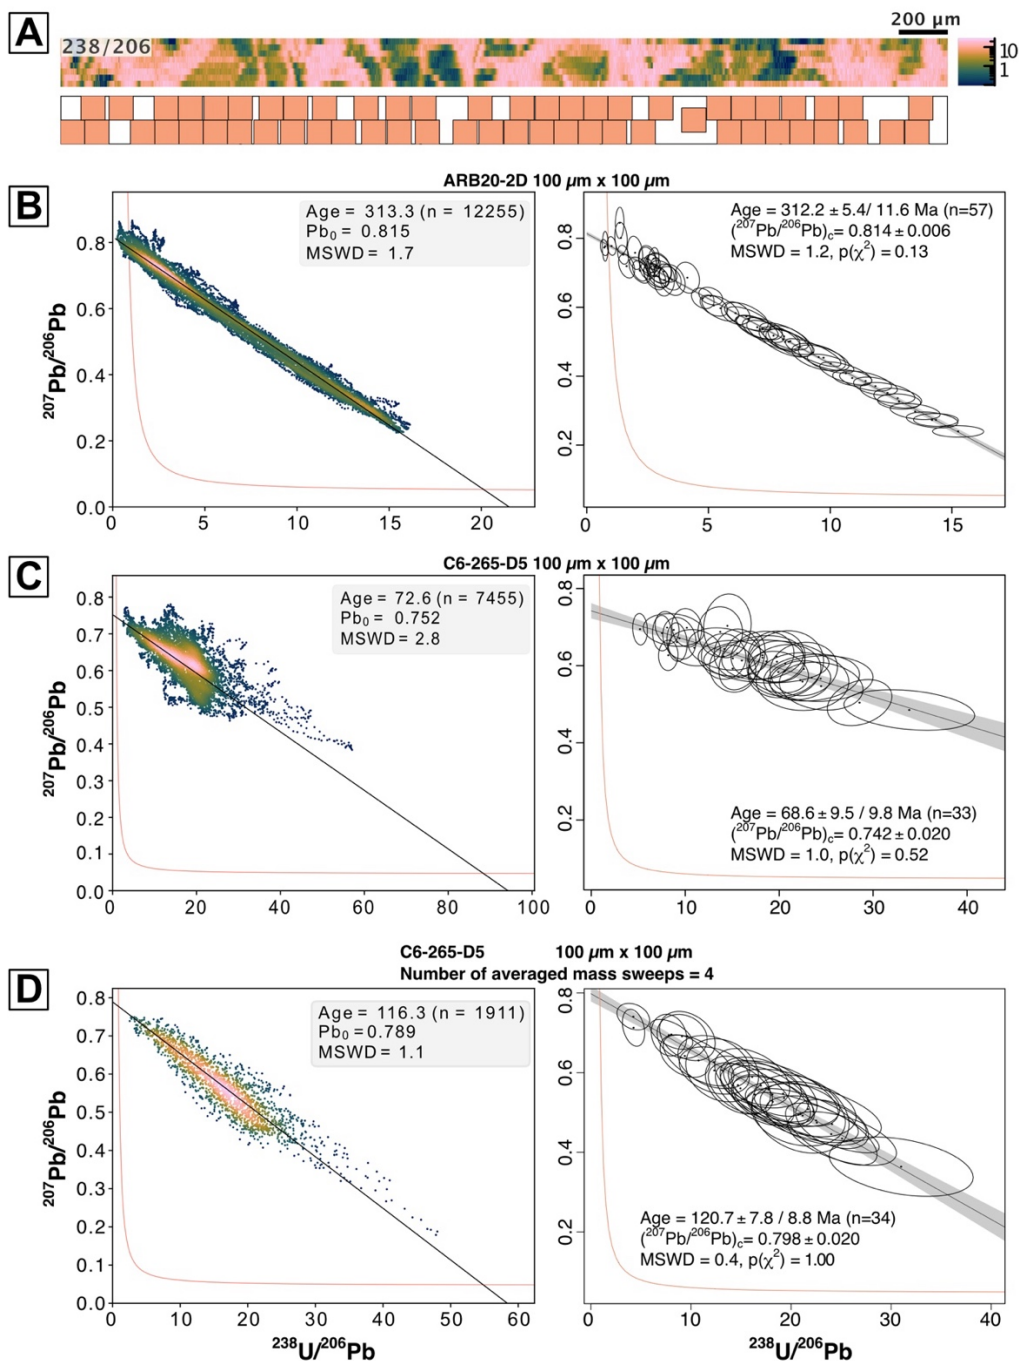 A
200 µm
238/206
10
1
B
ARB20-2D 100 µm x 100 µm
Age = 313.3 (n = 12255)
Pb₀ = 0.815
MSWD = 1.7
²⁰⁷Pb/²⁰⁶Pb
0.8
0.6
0.4
0.2
0.0
0 5 10 15 20
Age = 312.2 ± 5.4/ 11.6 Ma (n=57)
(²⁰⁷Pb/²⁰⁶Pb)c= 0.814 ± 0.006
MSWD = 1.2, p(χ²) = 0.13
0.8
0.6
0.4
0.2
0 5 10 15
C
C6-265-D5 100 µm x 100 µm
Age = 72.6 (n = 7455)
Pb₀ = 0.752
MSWD = 2.8
²⁰⁷Pb/²⁰⁶Pb
0.8
0.7
0.6
0.5
0.4
0.3
0.2
0.1
0.0
0 20 40 60 80 100
0.8
0.6
0.4
0.2
Age = 68.6 ± 9.5 / 9.8 Ma (n=33)
(²⁰⁷Pb/²⁰⁶Pb)c= 0.742 ± 0.020
MSWD = 1.0, p(χ²) = 0.52
0 10 20 30 40
D
C6-265-D5 100 µm x 100 µm
Number of averaged mass sweeps = 4
Age = 116.3 (n = 1911)
Pb₀ = 0.789
MSWD = 1.1
²⁰⁷Pb/²⁰⁶Pb
0.8
0.7
0.6
0.5
0.4
0.3
0.2
0.1
0.0
0 10 20 30 40 50 60
²³⁸U/²⁰⁶Pb
0.8
0.6
0.4
0.2
Age = 120.7 ± 7.8 / 8.8 Ma (n=34)
(²⁰⁷Pb/²⁰⁶Pb)c= 0.798 ± 0.020
MSWD = 0.4, p(χ²) = 1.00
0 10 20 30 40
²³⁸U/²⁰⁶Pb